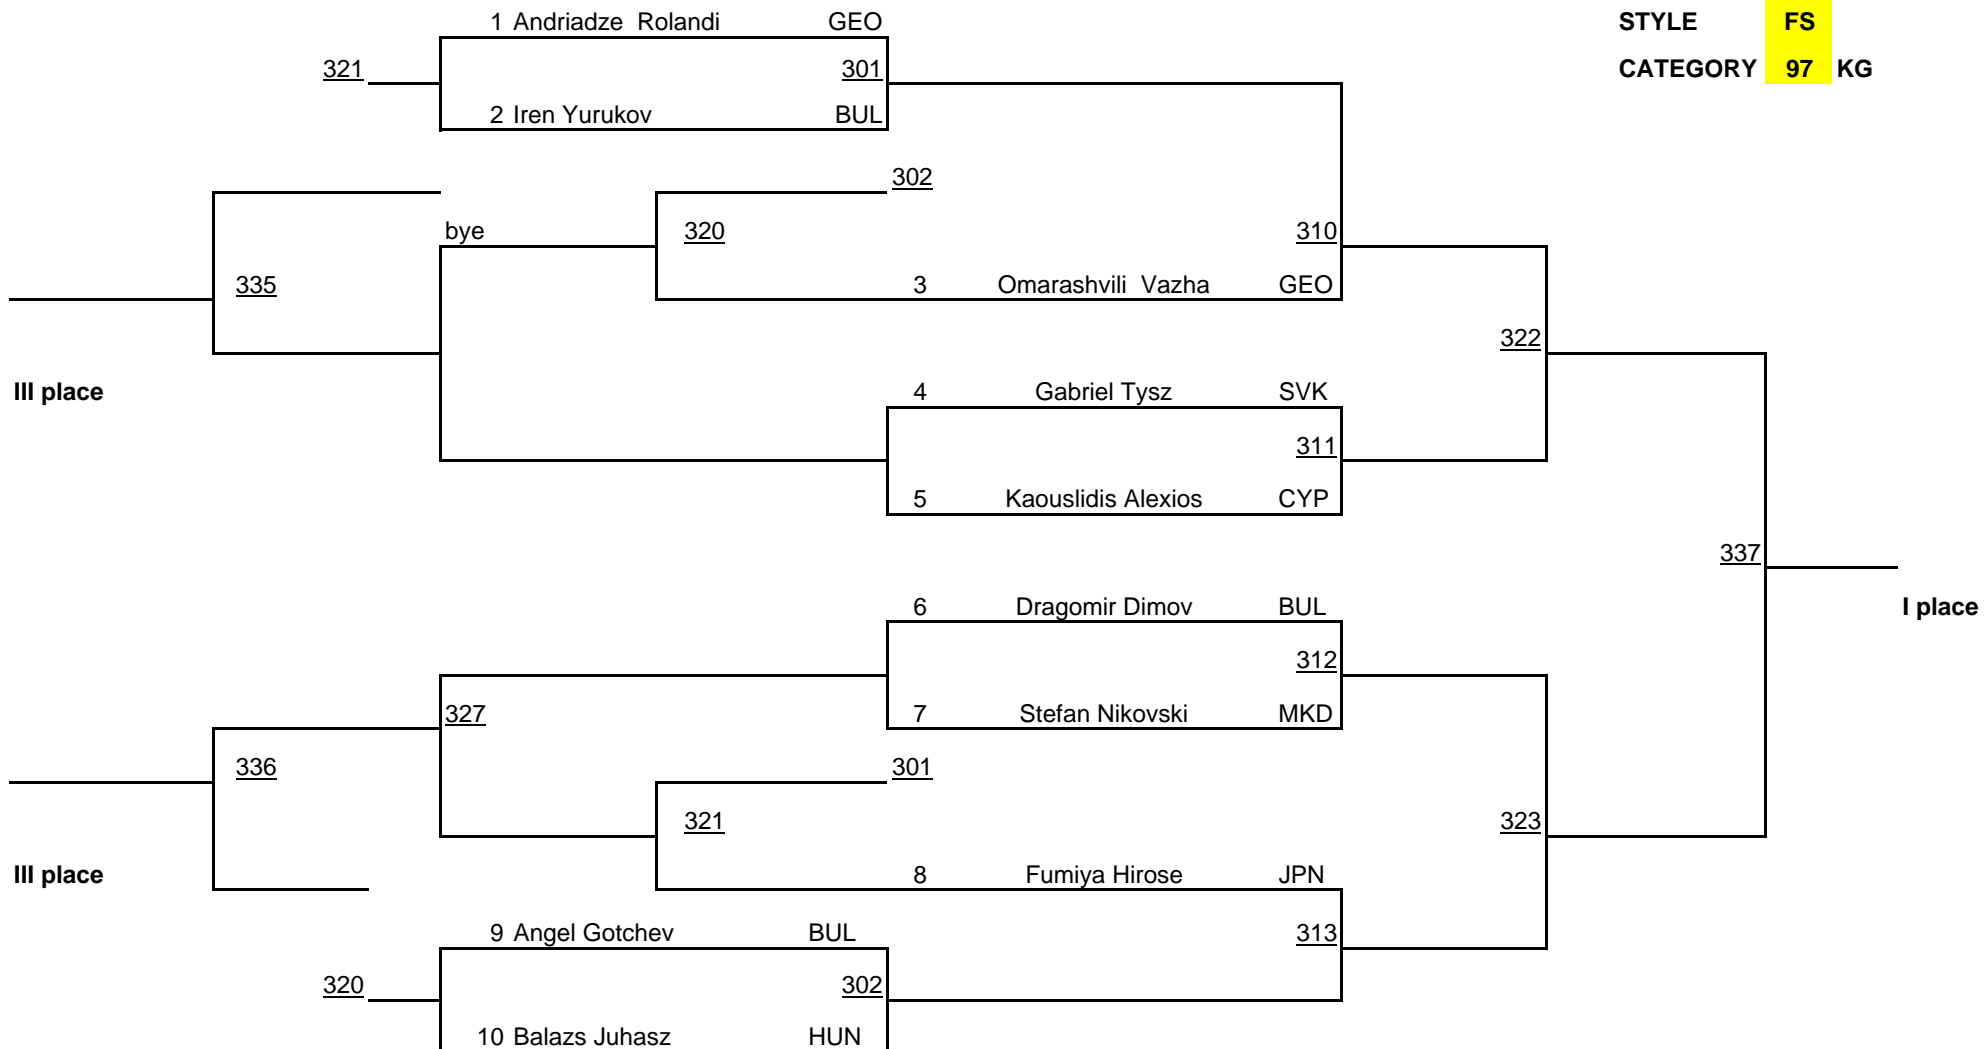 1 Andriadze Rolandi GEO
STYLE FS
321
301
CATEGORY 97 KG
2 Iren Yurukov BUL
302
bye
320
310
335
3 Omarashvili Vazha GEO
322
III place
4 Gabriel Tysz SVK
311
5 Kaouslidis Alexios CYP
337
6 Dragomir Dimov BUL
I place
312
327
7 Stefan Nikovski MKD
336
301
321
323
III place
8 Fumiya Hirose JPN
9 Angel Gotchev BUL
313
320
302
10 Balazs Juhasz HUN